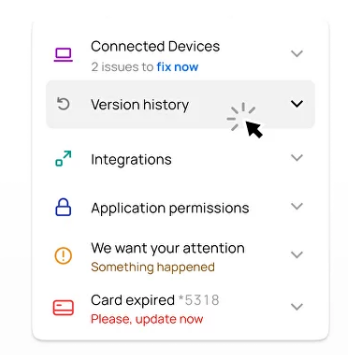 Connected Devices
2 issues to fix now
Version history
Integrations
Application permissions
We want your attention
Something happened
Card expired *5318
Please, update now